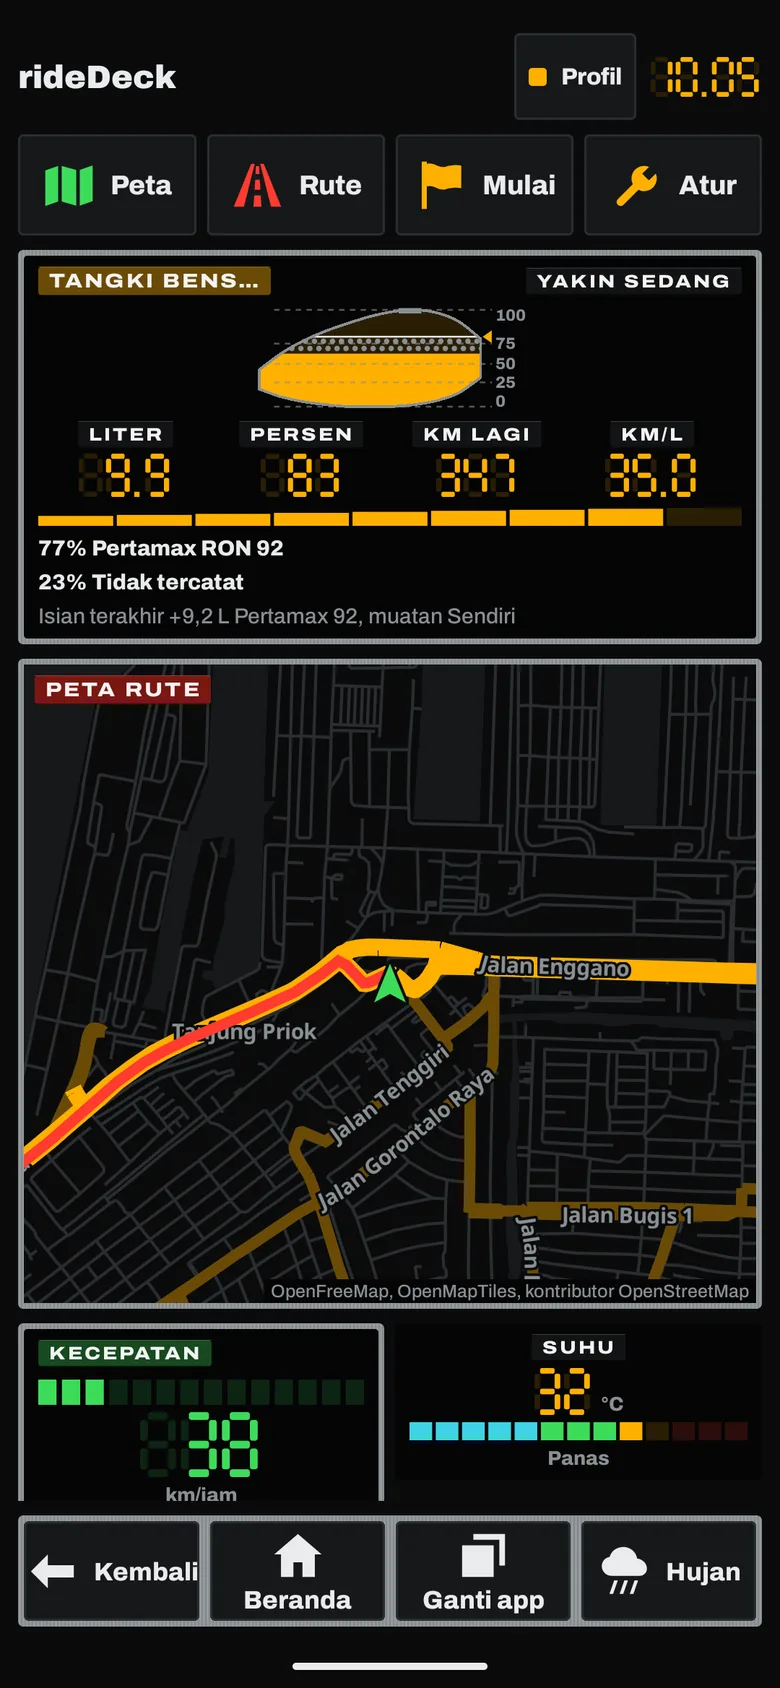 rideDeck
Profil
10.05
Peta
Rute
Mulai
Atur
TANGKI BENS...
YAKIN SEDANG
100
75
50
25
0
LITER
PERSEN
KM LAGI
KM/L
9.9
83
347
35.0
77% Pertamax RON 92
23% Tidak tercatat
Isian terakhir +9,2 L Pertamax 92, muatan Sendiri
PETA RUTE
Jalan Enggano
Tanjung Priok
Jalan Tenggiri
Jalan Gorontalo Raya
Jalan Bugis 1
Jalan I
OpenFreeMap, OpenMapTiles, kontributor OpenStreetMap
KECEPATAN
38
km/jam
SUHU
32 °C
Panas
Kembali
Beranda
Ganti app
Hujan